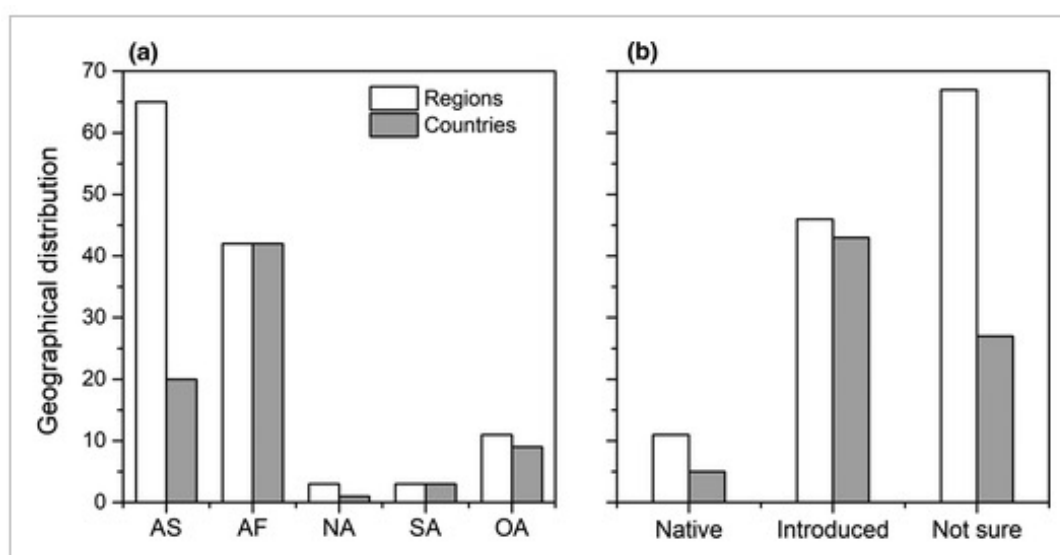 (a)
(b)
Geographical distribution
70
60
50
40
30
20
10
0
Regions
Countries
AS AF NA SA OA
Native Introduced Not sure